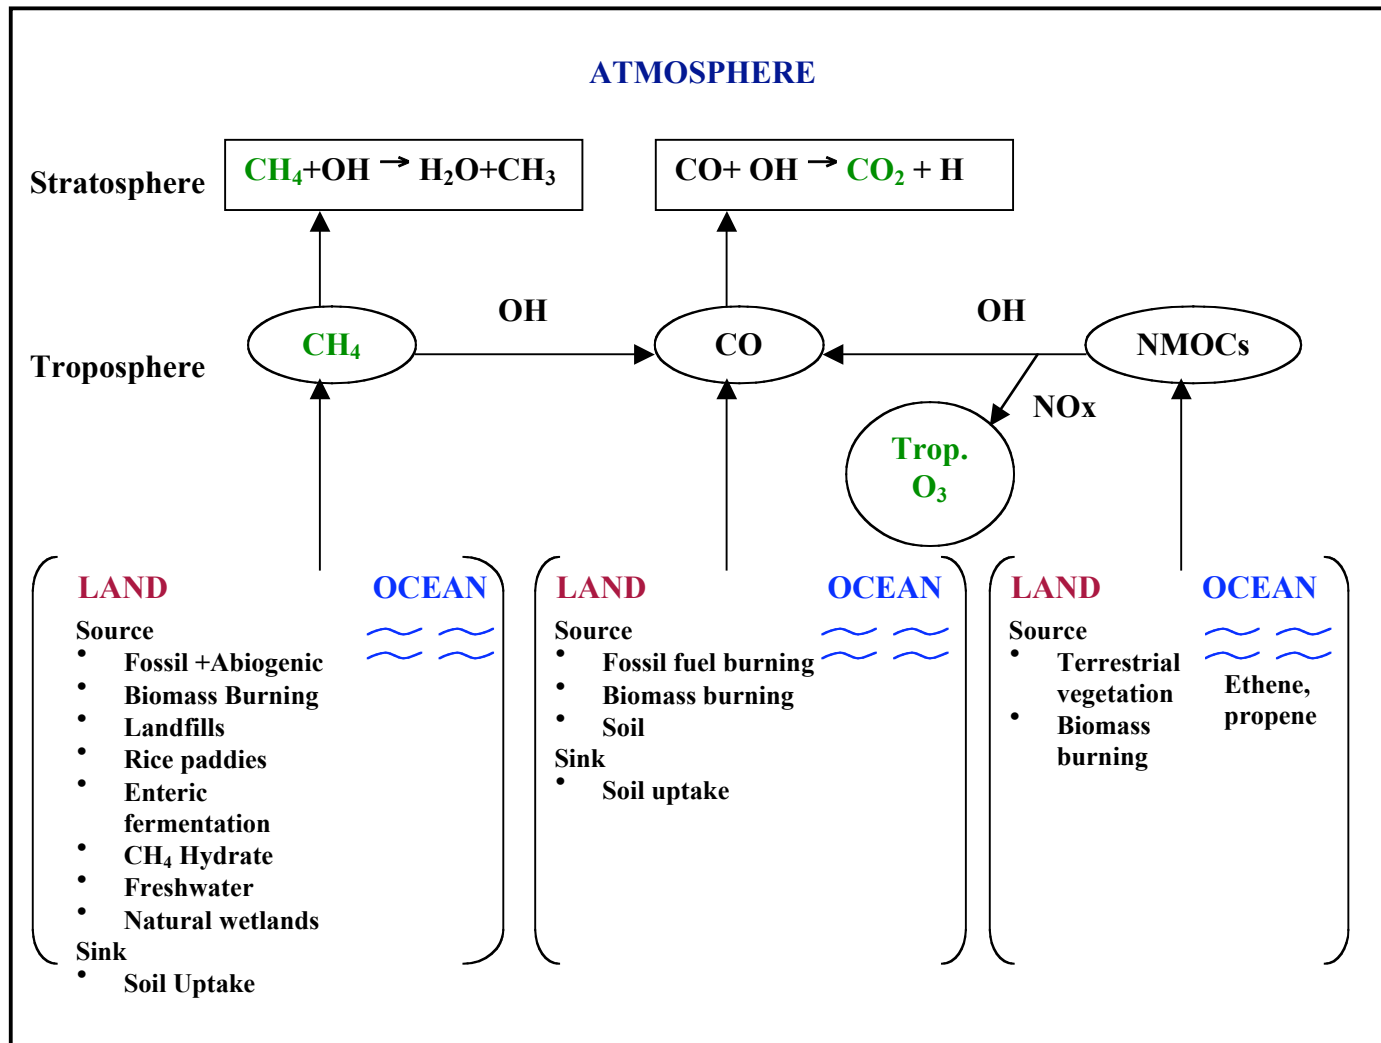 ATMOSPHERE
Stratosphere
CH₄+OH → H₂O+CH₃
CO+ OH → CO₂ + H
Troposphere
CH₄
OH
CO
OH
NMOCs
NOx
Trop.
O₃
LAND
OCEAN
Source
• Fossil +Abiogenic
• Biomass Burning
• Landfills
• Rice paddies
• Enteric
fermentation
• CH₄ Hydrate
• Freshwater
• Natural wetlands
Sink
• Soil Uptake
LAND
OCEAN
Source
• Fossil fuel burning
• Biomass burning
• Soil
Sink
• Soil uptake
LAND
OCEAN
Source
• Terrestrial
vegetation
• Biomass
burning
Ethene,
propene